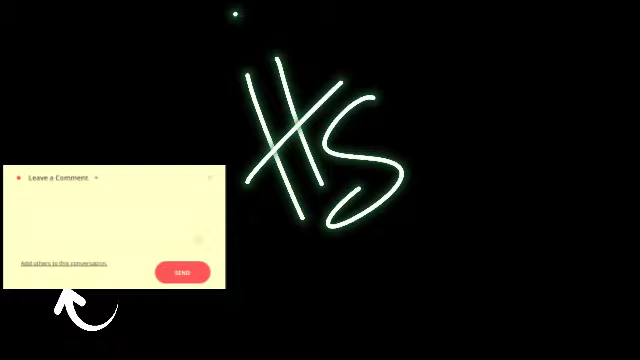 HS
Leave a Comment
Add others to this conversation.
SEND